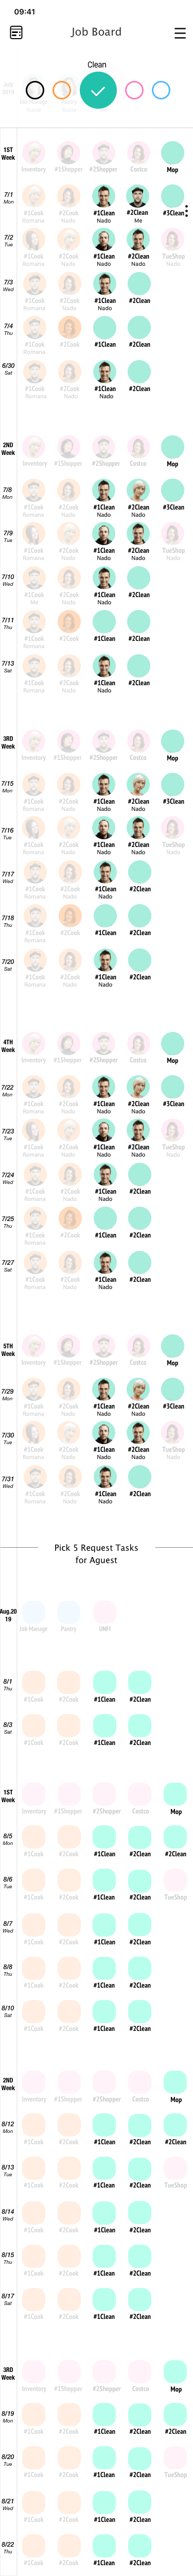 09:41
Job Board
Clean
July
2019
Job Manage Pantry
Nado
1ST
Week
Inventory #1Shopper #2Shopper Costco Mop
7/1
Mon
#1Cook #2Cook #1Clean #2Clean #3Clean
Romana Nado Nado Me
7/2
Tue
#1Cook #2Cook #1Clean #2Clean TueShop
Romana Nado Nado Nado Nado
7/3
Wed
#1Cook #2Cook #1Clean #2Clean
Romana Nado Nado
7/4
Thu
#1Cook #2Cook #1Clean #2Clean
Romana
6/30
Sat
#1Cook #2Cook #1Clean #2Clean
Romana Nado Nado
2ND
Week
Inventory #1Shopper #2Shopper Costco Mop
7/8
Mon
#1Cook #2Cook #1Clean #2Clean #3Clean
Romana Nado Nado Nado
7/9
Tue
#1Cook #2Cook #1Clean #2Clean TueShop
Romana Nado Nado Nado Nado
7/10
Wed
#1Cook #2Cook #1Clean #2Clean
Me Nado Nado
7/11
Thu
#1Cook #2Cook #1Clean #2Clean
Romana
7/13
Sat
#1Cook #2Cook #1Clean #2Clean
Romana Nado Nado
3RD
Week
Inventory #1Shopper #2Shopper Costco Mop
7/15
Mon
#1Cook #2Cook #1Clean #2Clean #3Clean
Romana Nado Nado Nado
7/16
Tue
#1Cook #2Cook #1Clean #2Clean TueShop
Romana Nado Nado Nado Nado
7/17
Wed
#1Cook #2Cook #1Clean #2Clean
Romana Nado Nado
7/18
Thu
#1Cook #2Cook #1Clean #2Clean
Romana
7/20
Sat
#1Cook #2Cook #1Clean #2Clean
Romana Nado Nado
4TH
Week
Inventory #1Shopper #2Shopper Costco Mop
7/22
Mon
#1Cook #2Cook #1Clean #2Clean #3Clean
Romana Nado Nado Nado
7/23
Tue
#1Cook #2Cook #1Clean #2Clean TueShop
Romana Nado Nado Nado Nado
7/24
Wed
#1Cook #2Cook #1Clean #2Clean
Romana Nado Nado
7/25
Thu
#1Cook #2Cook #1Clean #2Clean
Romana
7/27
Sat
#1Cook #2Cook #1Clean #2Clean
Romana Nado Nado
5TH
Week
Inventory #1Shopper #2Shopper Costco Mop
7/29
Mon
#1Cook #2Cook #1Clean #2Clean #3Clean
Romana Nado Nado Nado
7/30
Tue
#1Cook #2Cook #1Clean #2Clean TueShop
Romana Nado Nado Nado Nado
7/31
Wed
#1Cook #2Cook #1Clean #2Clean
Romana Nado Nado
Pick 5 Request Tasks
for Aguest
Aug.20
19
Job Manage Pantry UNFI
8/1
Thu
#1Cook #2Cook #1Clean #2Clean
8/3
Sat
#1Cook #2Cook #1Clean #2Clean
1ST
Week
Inventory #1Shopper #2Shopper Costco Mop
8/5
Mon
#1Cook #2Cook #1Clean #2Clean #2Clean
8/6
Tue
#1Cook #2Cook #1Clean #2Clean TueShop
8/7
Wed
#1Cook #2Cook #1Clean #2Clean
8/8
Thu
#1Cook #2Cook #1Clean #2Clean
8/10
Sat
#1Cook #2Cook #1Clean #2Clean
2ND
Week
Inventory #1Shopper #2Shopper Costco Mop
8/12
Mon
#1Cook #2Cook #1Clean #2Clean #2Clean
8/13
Tue
#1Cook #2Cook #1Clean #2Clean TueShop
8/14
Wed
#1Cook #2Cook #1Clean #2Clean
8/15
Thu
#1Cook #2Cook #1Clean #2Clean
8/17
Sat
#1Cook #2Cook #1Clean #2Clean
3RD
Week
Inventory #1Shopper #2Shopper Costco Mop
8/19
Mon
#1Cook #2Cook #1Clean #2Clean #2Clean
8/20
Tue
#1Cook #2Cook #1Clean #2Clean TueShop
8/21
Wed
#1Cook #2Cook #1Clean #2Clean
8/22
Thu
#1Cook #2Cook #1Clean #2Clean